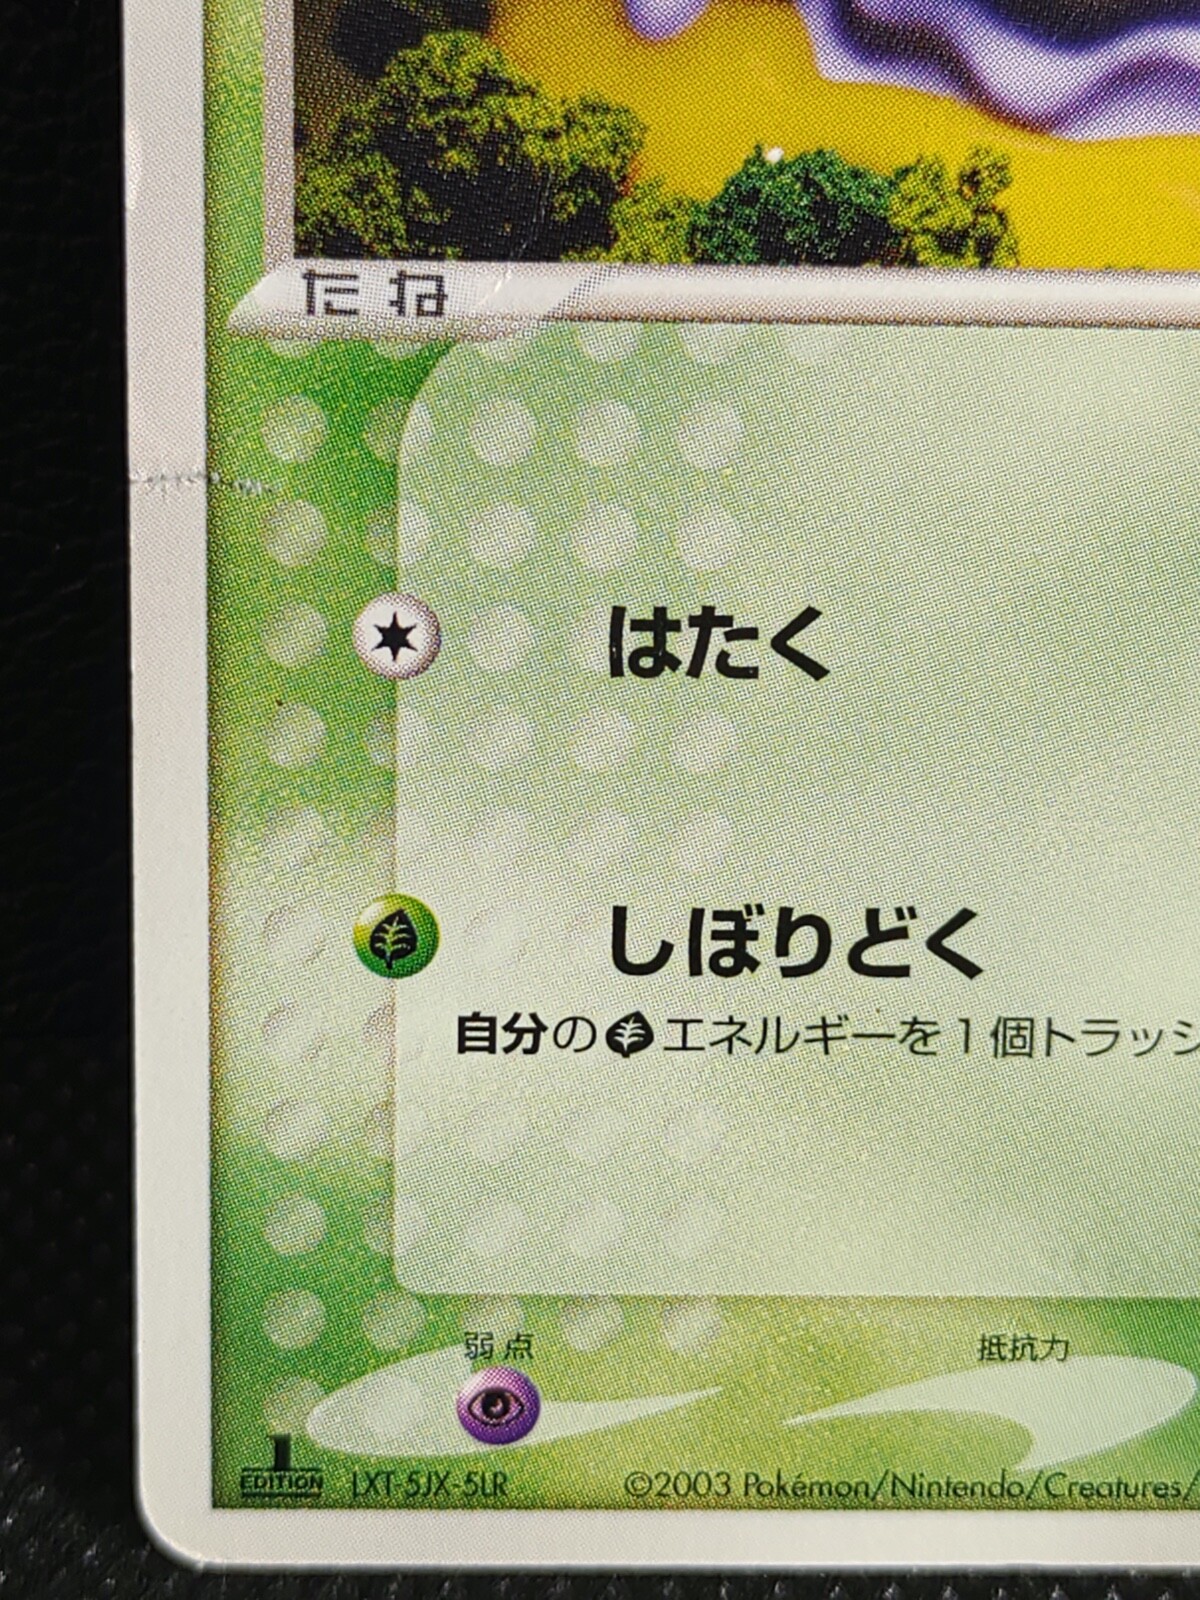 たね
はたく
しぼりどく
自分のエネルギーを1個トラッシ
弱点
抵抗力
1 EDITION LXT-5JX-5LR ©2003 Pokémon/Nintendo/Creatures/